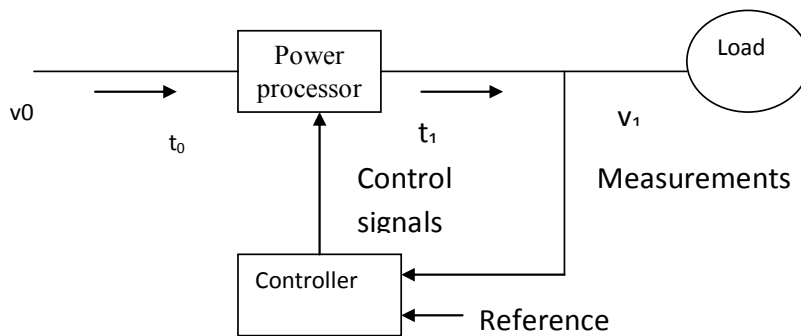 Load
Power
processor
v0
t₀
t₁
v₁
Control
signals
Measurements
Controller
Reference